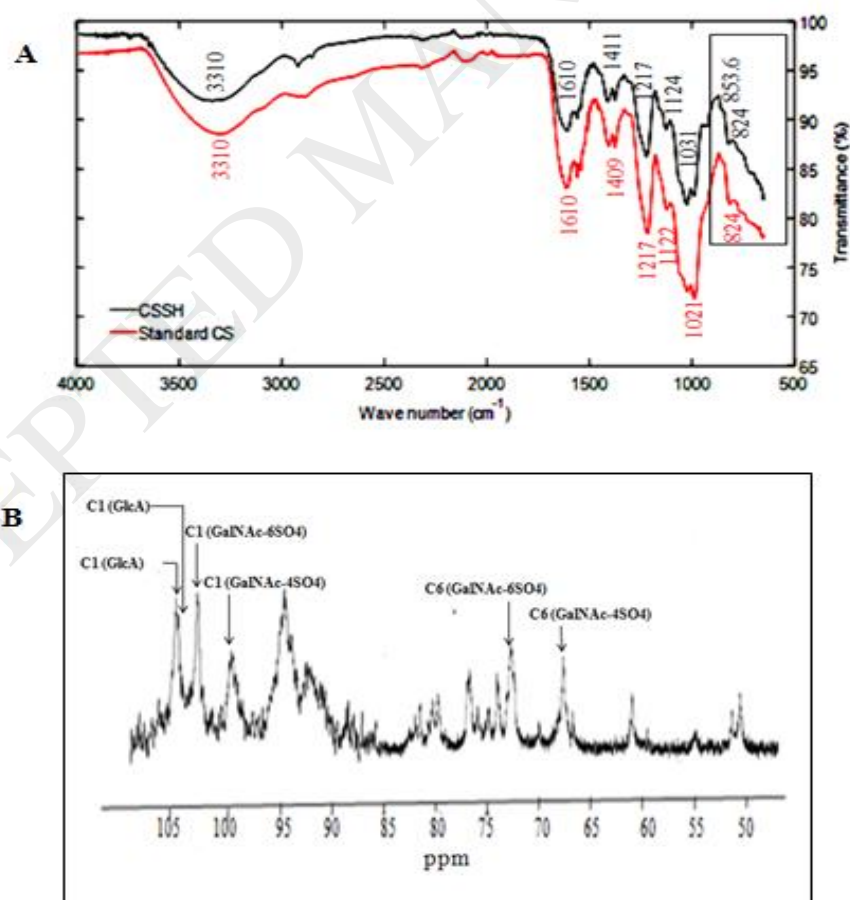 A
3310
3310
1610
1610
1411
1409
1217
1217
1124
1122
1031
1021
853.6
824
824
CSSH
Standard CS
100
95
90
85
80
75
70
65
Transmittance (%)
4000 3500 3000 2500 2000 1500 1000 500
Wave number (cm⁻¹)
EPTED MAN
B
C1 (GlcA)
C1 (GalNAc-6SO4)
C1 (GlcA)
C1 (GalNAc-4SO4)
C6 (GalNAc-6SO4)
C6 (GalNAc-4SO4)
105 100 95 90 85 80 75 70 65 60 55 50
ppm